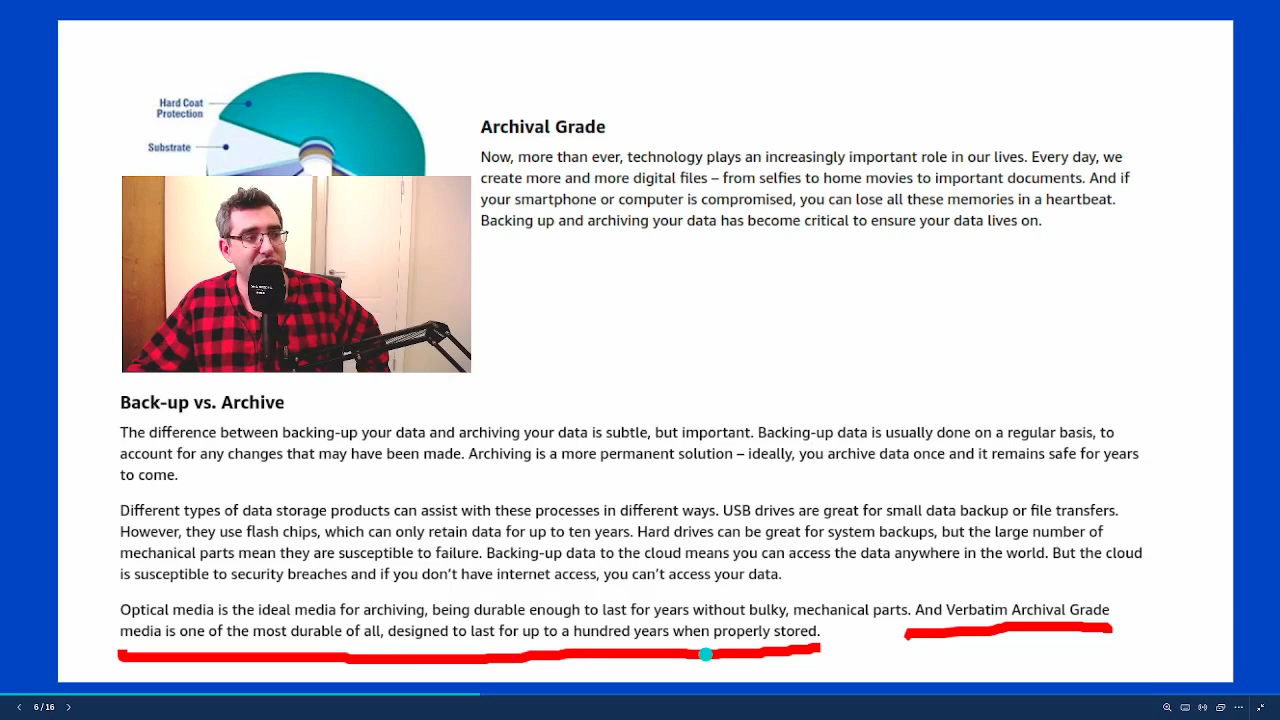 Hard Coat
Protection
Substrate
Archival Grade
Now, more than ever, technology plays an increasingly important role in our lives. Every day, we
create more and more digital files – from selfies to home movies to important documents. And if
your smartphone or computer is compromised, you can lose all these memories in a heartbeat.
Backing up and archiving your data has become critical to ensure your data lives on.
Back-up vs. Archive
The difference between backing-up your data and archiving your data is subtle, but important. Backing-up data is usually done on a regular basis, to
account for any changes that may have been made. Archiving is a more permanent solution – ideally, you archive data once and it remains safe for years
to come.
Different types of data storage products can assist with these processes in different ways. USB drives are great for small data backup or file transfers.
However, they use flash chips, which can only retain data for up to ten years. Hard drives can be great for system backups, but the large number of
mechanical parts mean they are susceptible to failure. Backing-up data to the cloud means you can access the data anywhere in the world. But the cloud
is susceptible to security breaches and if you don’t have internet access, you can’t access your data.
Optical media is the ideal media for archiving, being durable enough to last for years without bulky, mechanical parts. And Verbatim Archival Grade
media is one of the most durable of all, designed to last for up to a hundred years when properly stored.
6 / 16